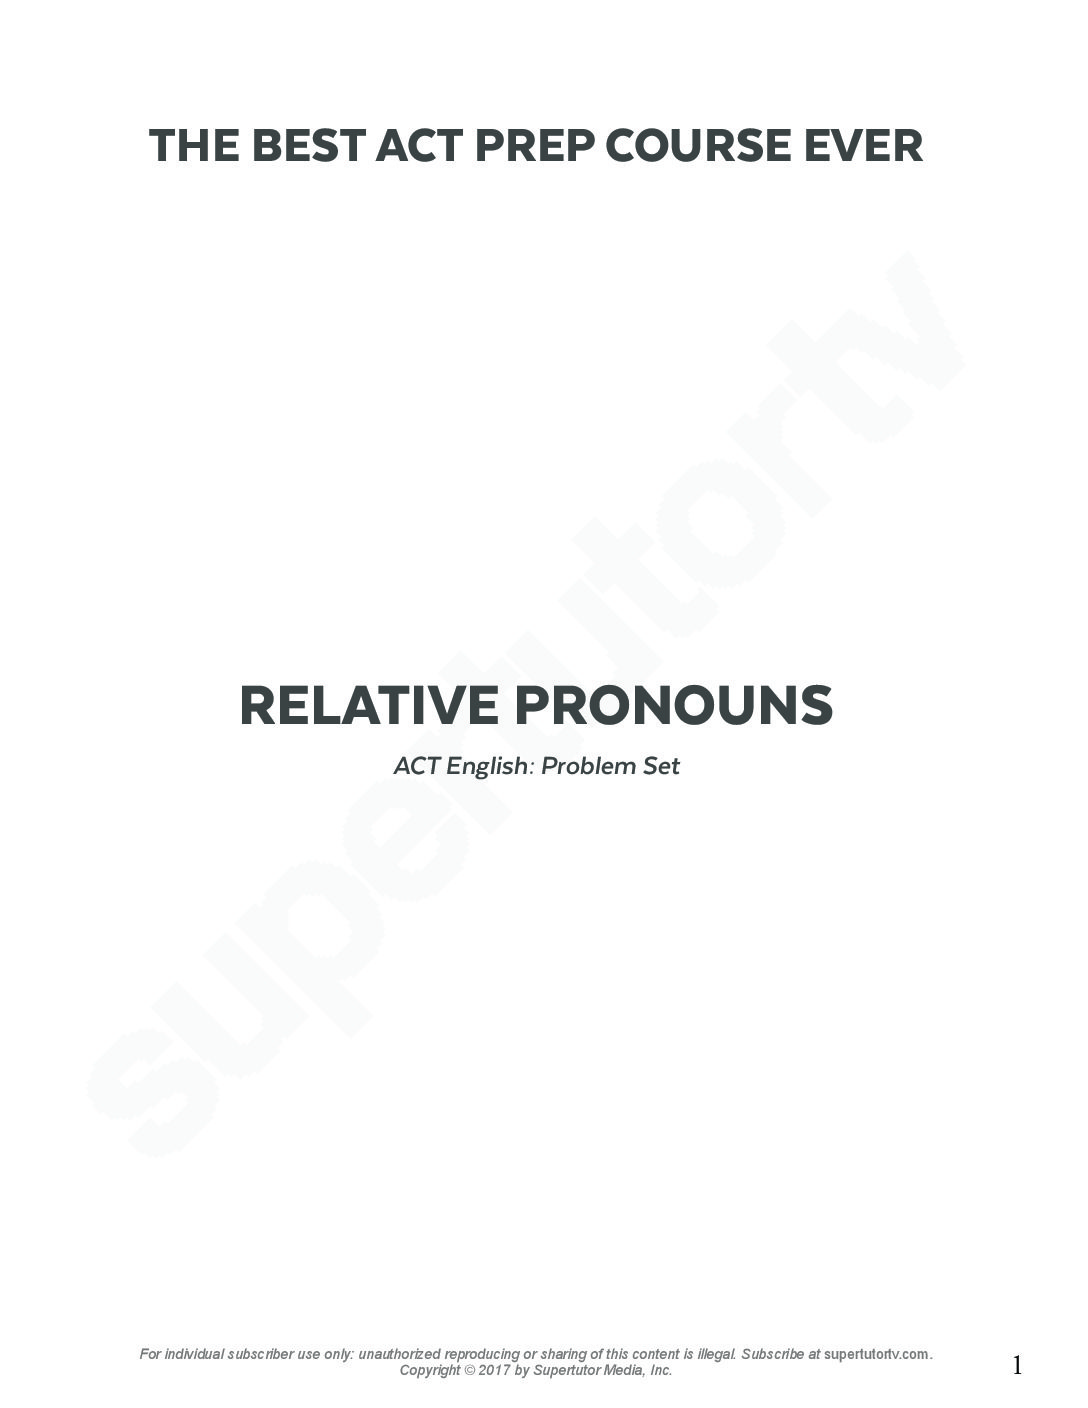 THE BEST ACT PREP COURSE EVER
supertutortv
RELATIVE PRONOUNS
ACT English: Problem Set
For individual subscriber use only: unauthorized reproducing or sharing of this content is illegal. Subscribe at supertutortv.com.
Copyright © 2017 by Supertutor Media, Inc.
1